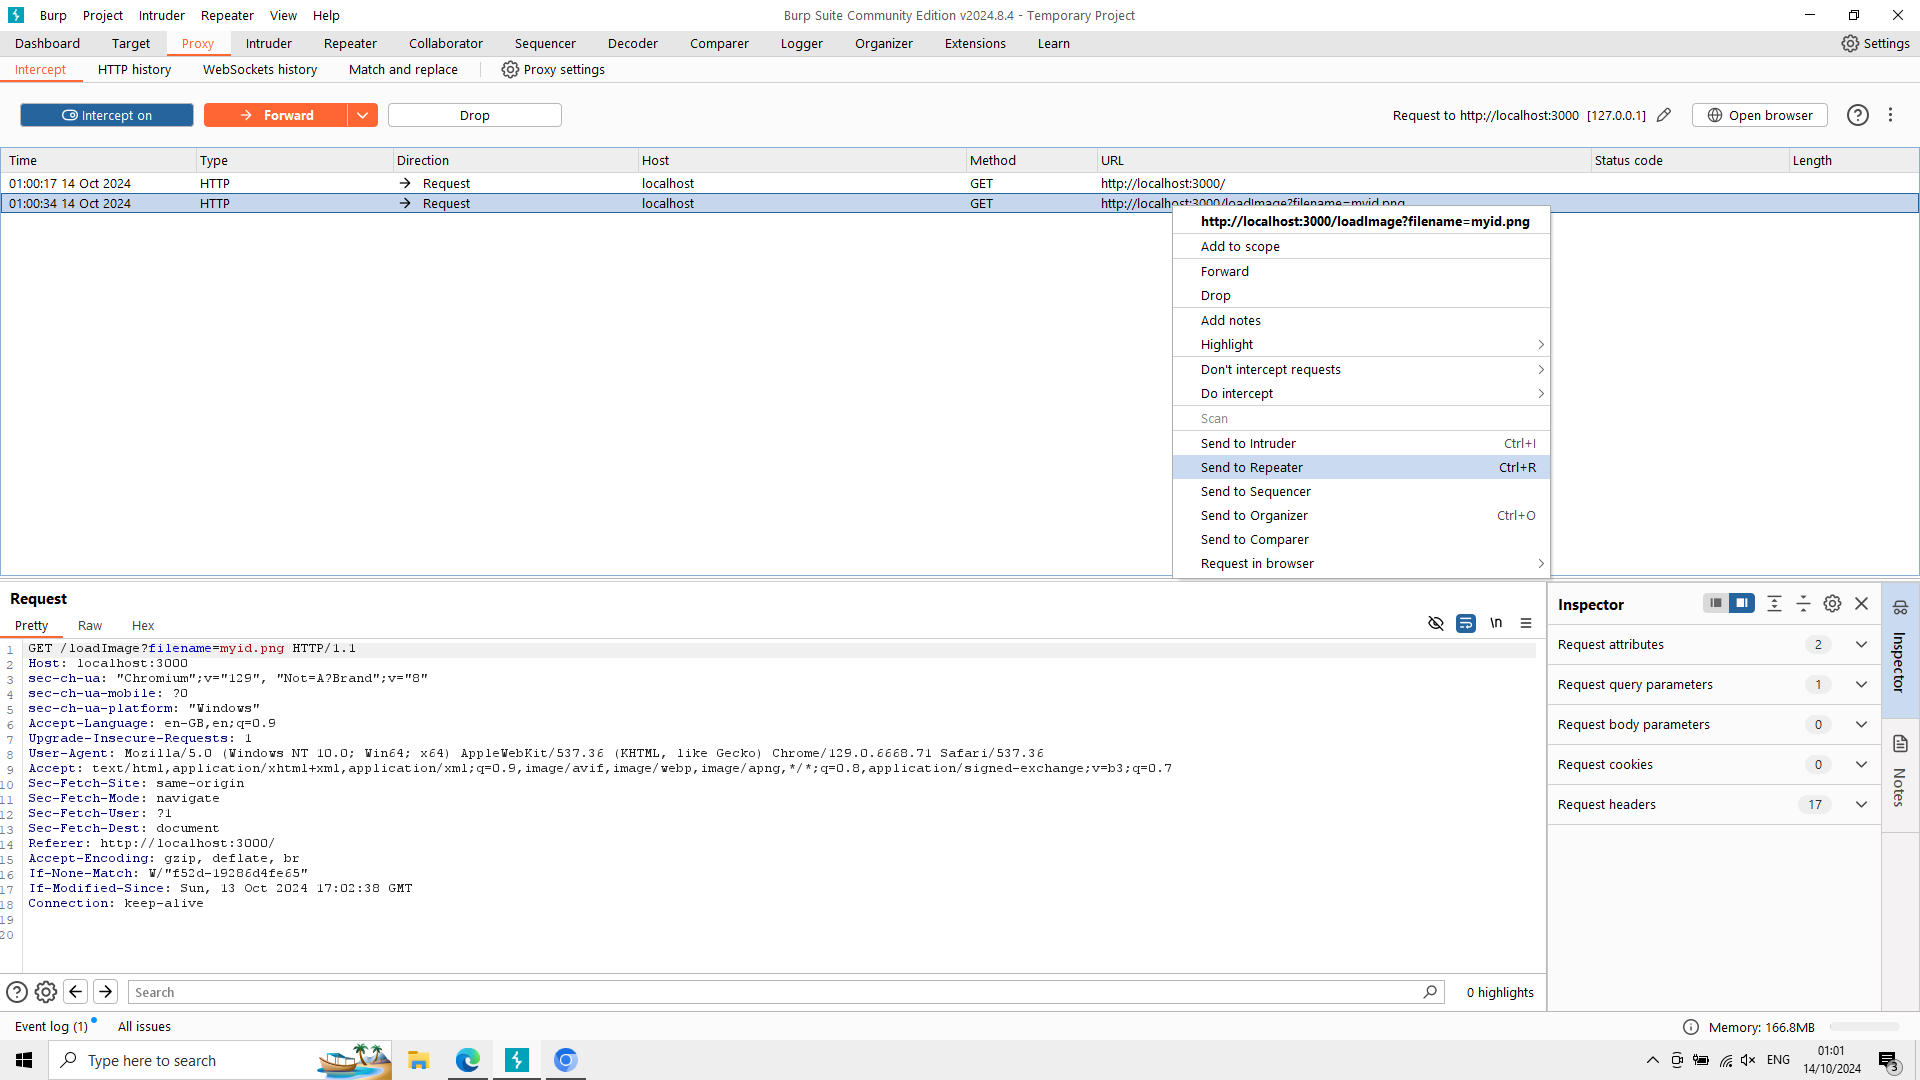 Burp Project Intruder Repeater View Help Burp Suite Community Edition v2024.8.4 - Temporary Project
Dashboard Target Proxy Intruder Repeater Collaborator Sequencer Decoder Comparer Logger Organizer Extensions Learn Settings
Intercept HTTP history WebSockets history Match and replace Proxy settings
Intercept on Forward Drop Request to http://localhost:3000 [127.0.0.1] Open browser
Time Type Direction Host Method URL Status code Length
01:00:17 14 Oct 2024 HTTP Request localhost GET http://localhost:3000/
01:00:34 14 Oct 2024 HTTP Request localhost GET http://localhost:3000/loadImage?filename=myid.png
http://localhost:3000/loadImage?filename=myid.png
Add to scope
Forward
Drop
Add notes
Highlight
Don't intercept requests
Do intercept
Scan
Send to Intruder Ctrl+I
Send to Repeater Ctrl+R
Send to Sequencer
Send to Organizer Ctrl+O
Send to Comparer
Request in browser
Request
Pretty Raw Hex \n
1 GET /loadImage?filename=myid.png HTTP/1.1
2 Host: localhost:3000
3 sec-ch-ua: "Chromium";v="129", "Not=A?Brand";v="8"
4 sec-ch-ua-mobile: ?0
5 sec-ch-ua-platform: "Windows"
6 Accept-Language: en-GB,en;q=0.9
7 Upgrade-Insecure-Requests: 1
8 User-Agent: Mozilla/5.0 (Windows NT 10.0; Win64; x64) AppleWebKit/537.36 (KHTML, like Gecko) Chrome/129.0.6668.71 Safari/537.36
9 Accept: text/html,application/xhtml+xml,application/xml;q=0.9,image/avif,image/webp,image/apng,*/*;q=0.8,application/signed-exchange;v=b3;q=0.7
10 Sec-Fetch-Site: same-origin
11 Sec-Fetch-Mode: navigate
12 Sec-Fetch-User: ?1
13 Sec-Fetch-Dest: document
14 Referer: http://localhost:3000/
15 Accept-Encoding: gzip, deflate, br
16 If-None-Match: W/"f52d-19286d4fe65"
17 If-Modified-Since: Sun, 13 Oct 2024 17:02:38 GMT
18 Connection: keep-alive
19
20
Inspector
Request attributes 2
Request query parameters 1
Request body parameters 0
Request cookies 0
Request headers 17
Inspector
Notes
Search 0 highlights
Event log (1) All issues Memory: 166.8MB
Type here to search ENG 01:01
14/10/2024 3